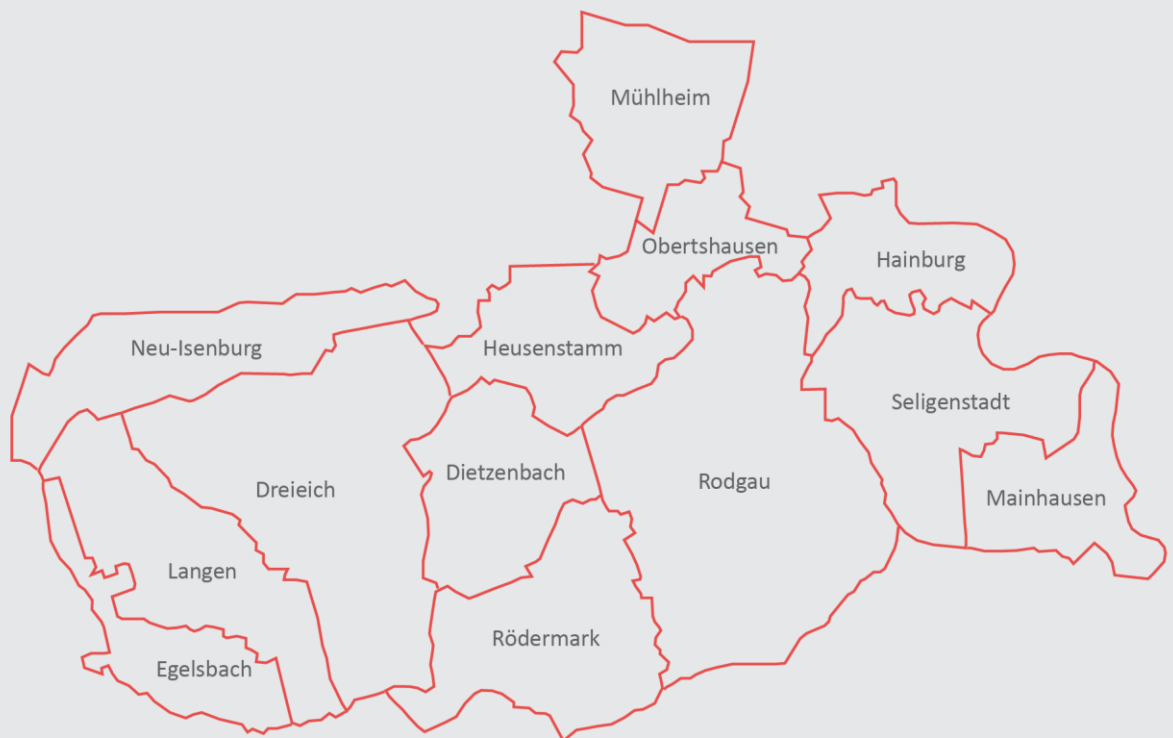 Mühlheim
Obertshausen
Hainburg
Neu-Isenburg
Heusenstamm
Seligenstadt
Dietzenbach
Dreieich
Rodgau
Mainhausen
Langen
Rödermark
Egelsbach